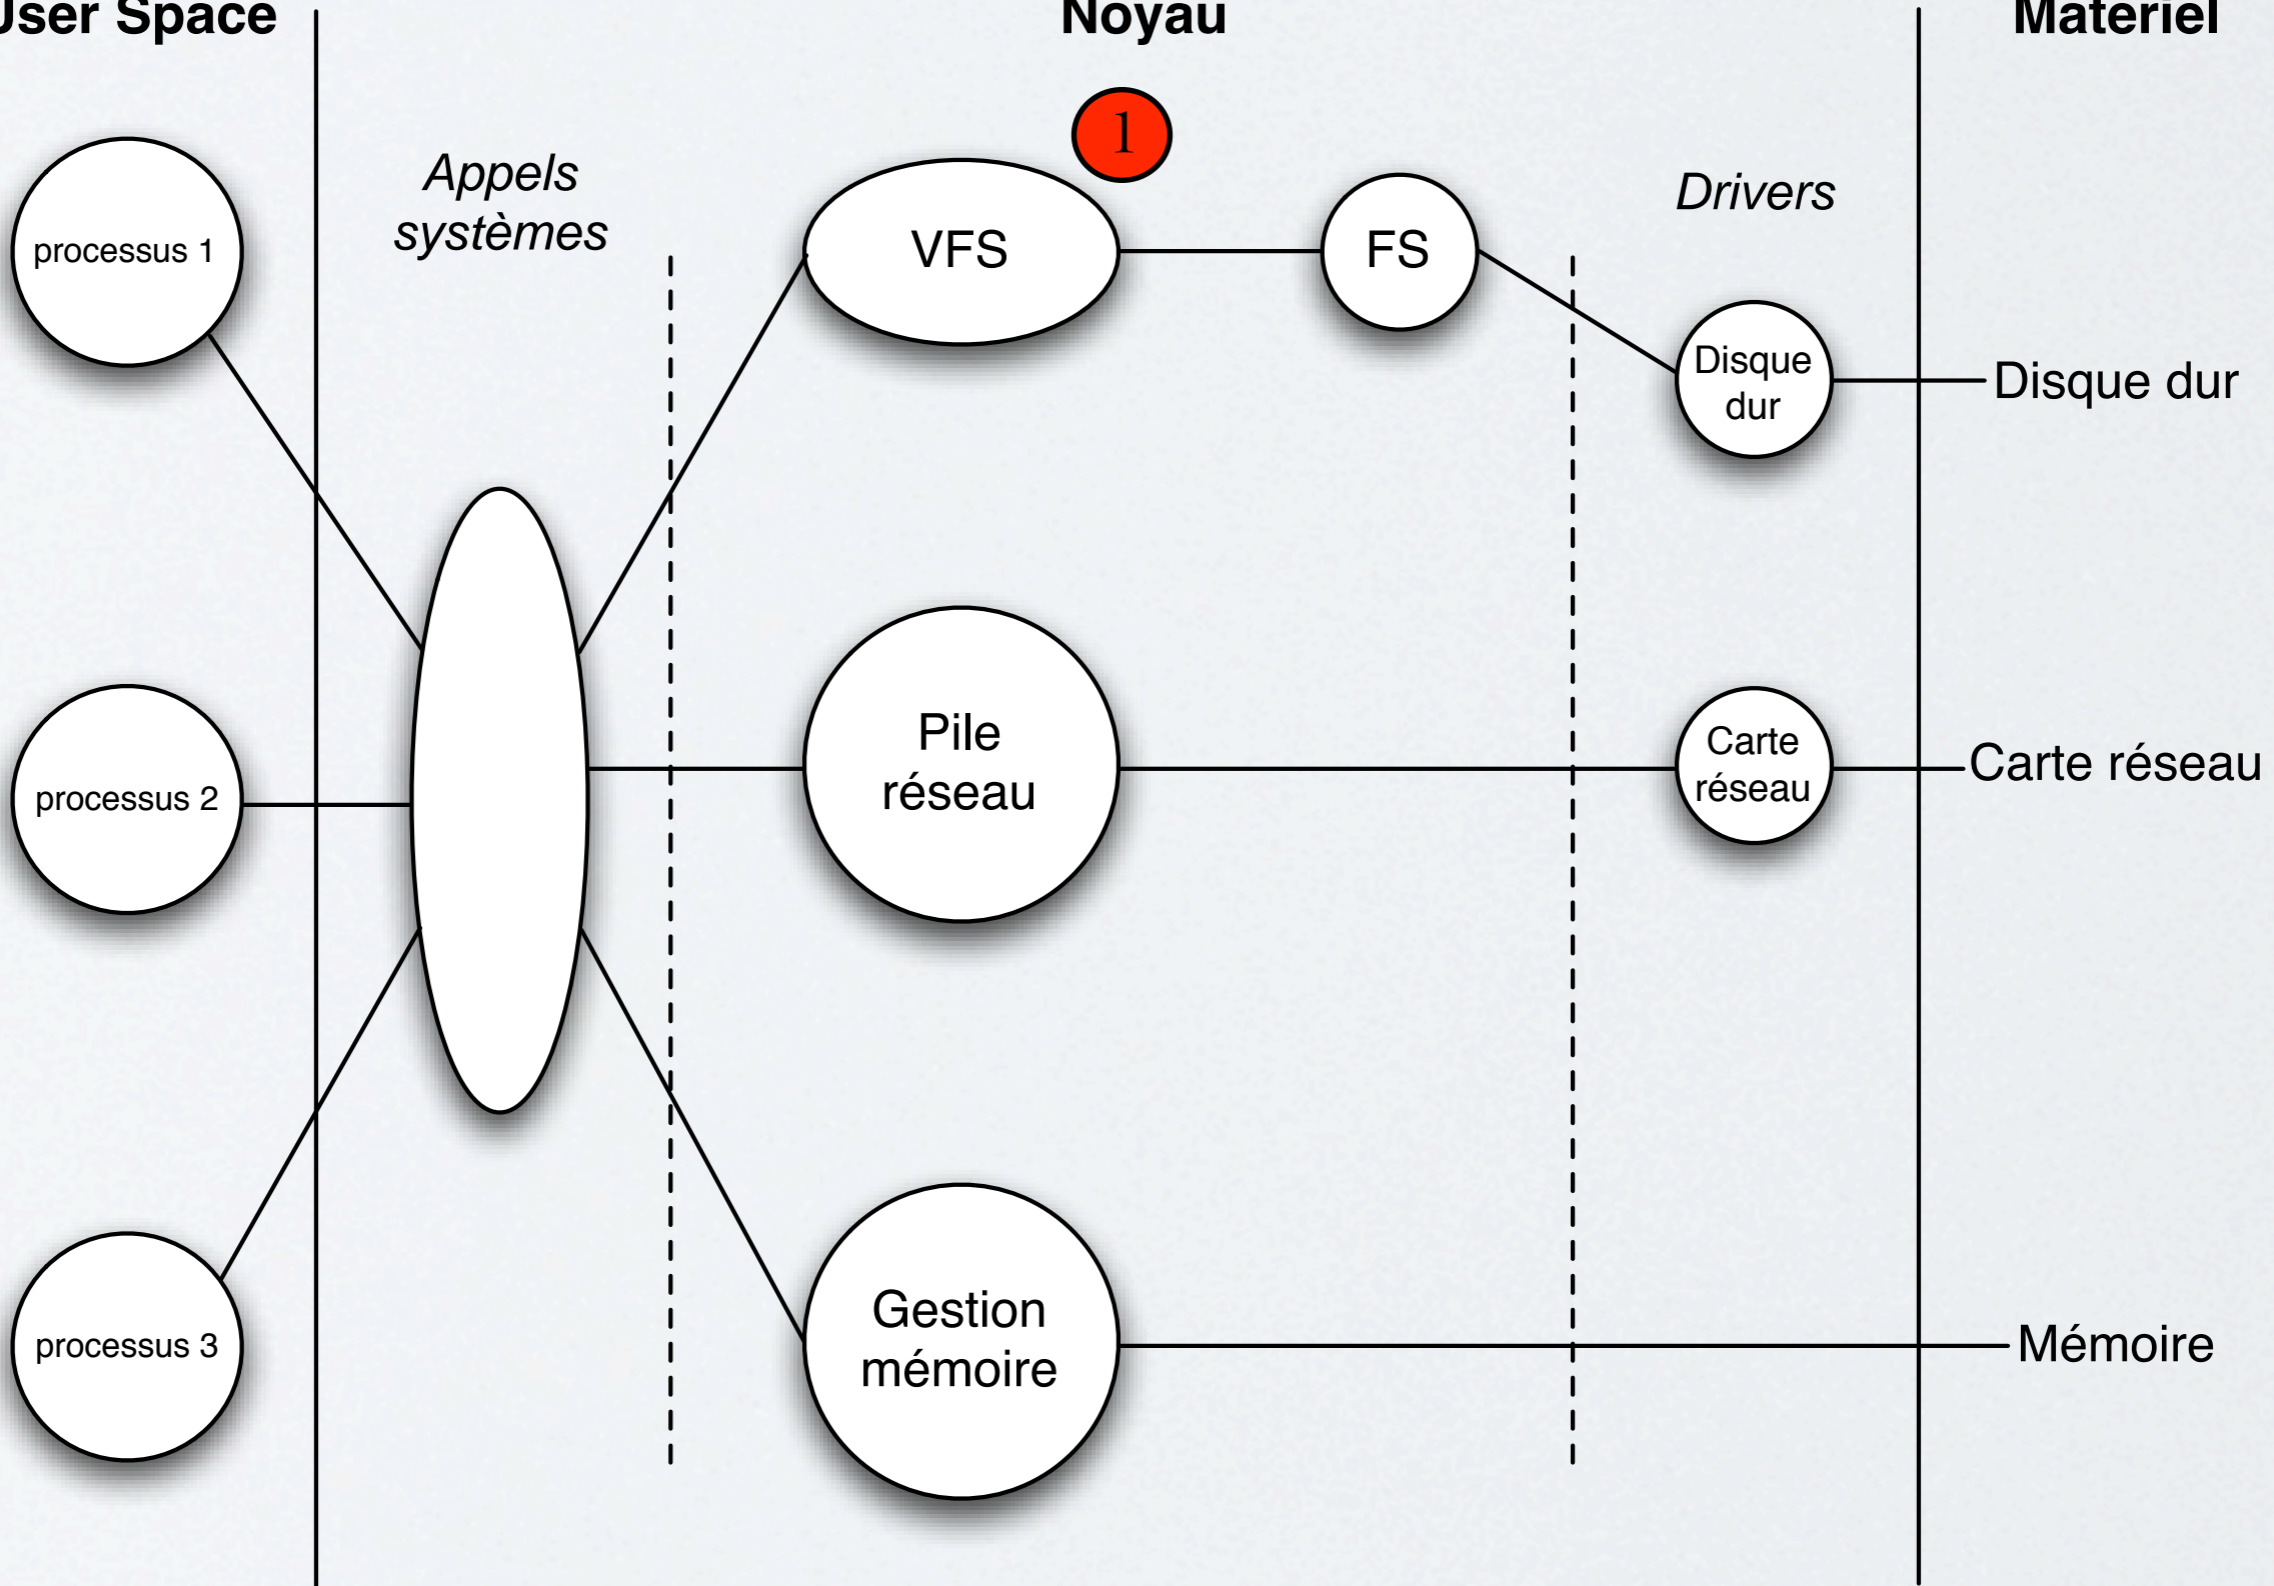 User Space
Noyau
Matériel
1
Appels
systèmes
Drivers
processus 1
VFS
FS
Disque
dur
Disque dur
processus 2
Pile
réseau
Carte
réseau
Carte réseau
processus 3
Gestion
mémoire
Mémoire